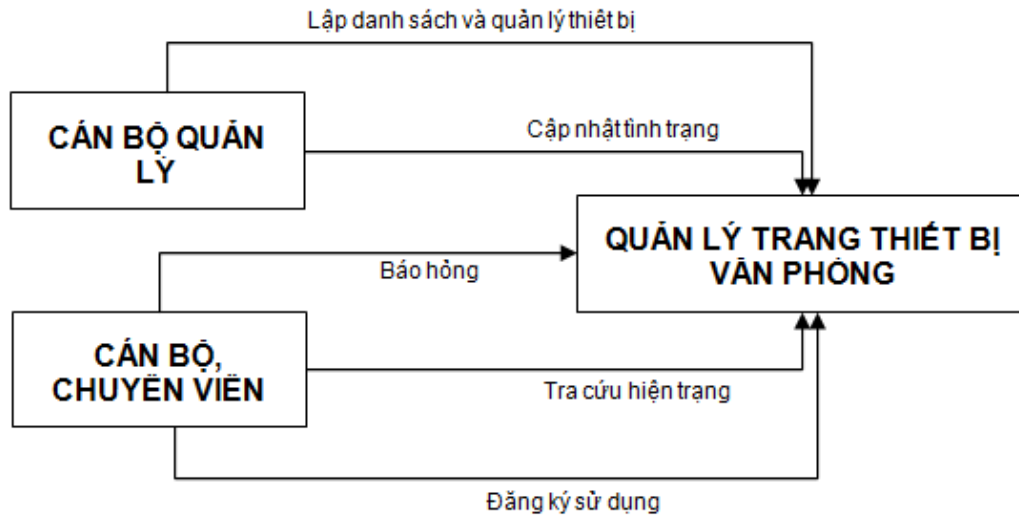 Lập danh sách và quản lý thiết bị
CÁN BỘ QUẢN
LÝ
Cập nhật tình trạng
QUẢN LÝ TRANG THIẾT BỊ
VĂN PHÒNG
Báo hỏng
CÁN BỘ,
CHUYÊN VIÊN
Tra cứu hiện trạng
Đăng ký sử dụng